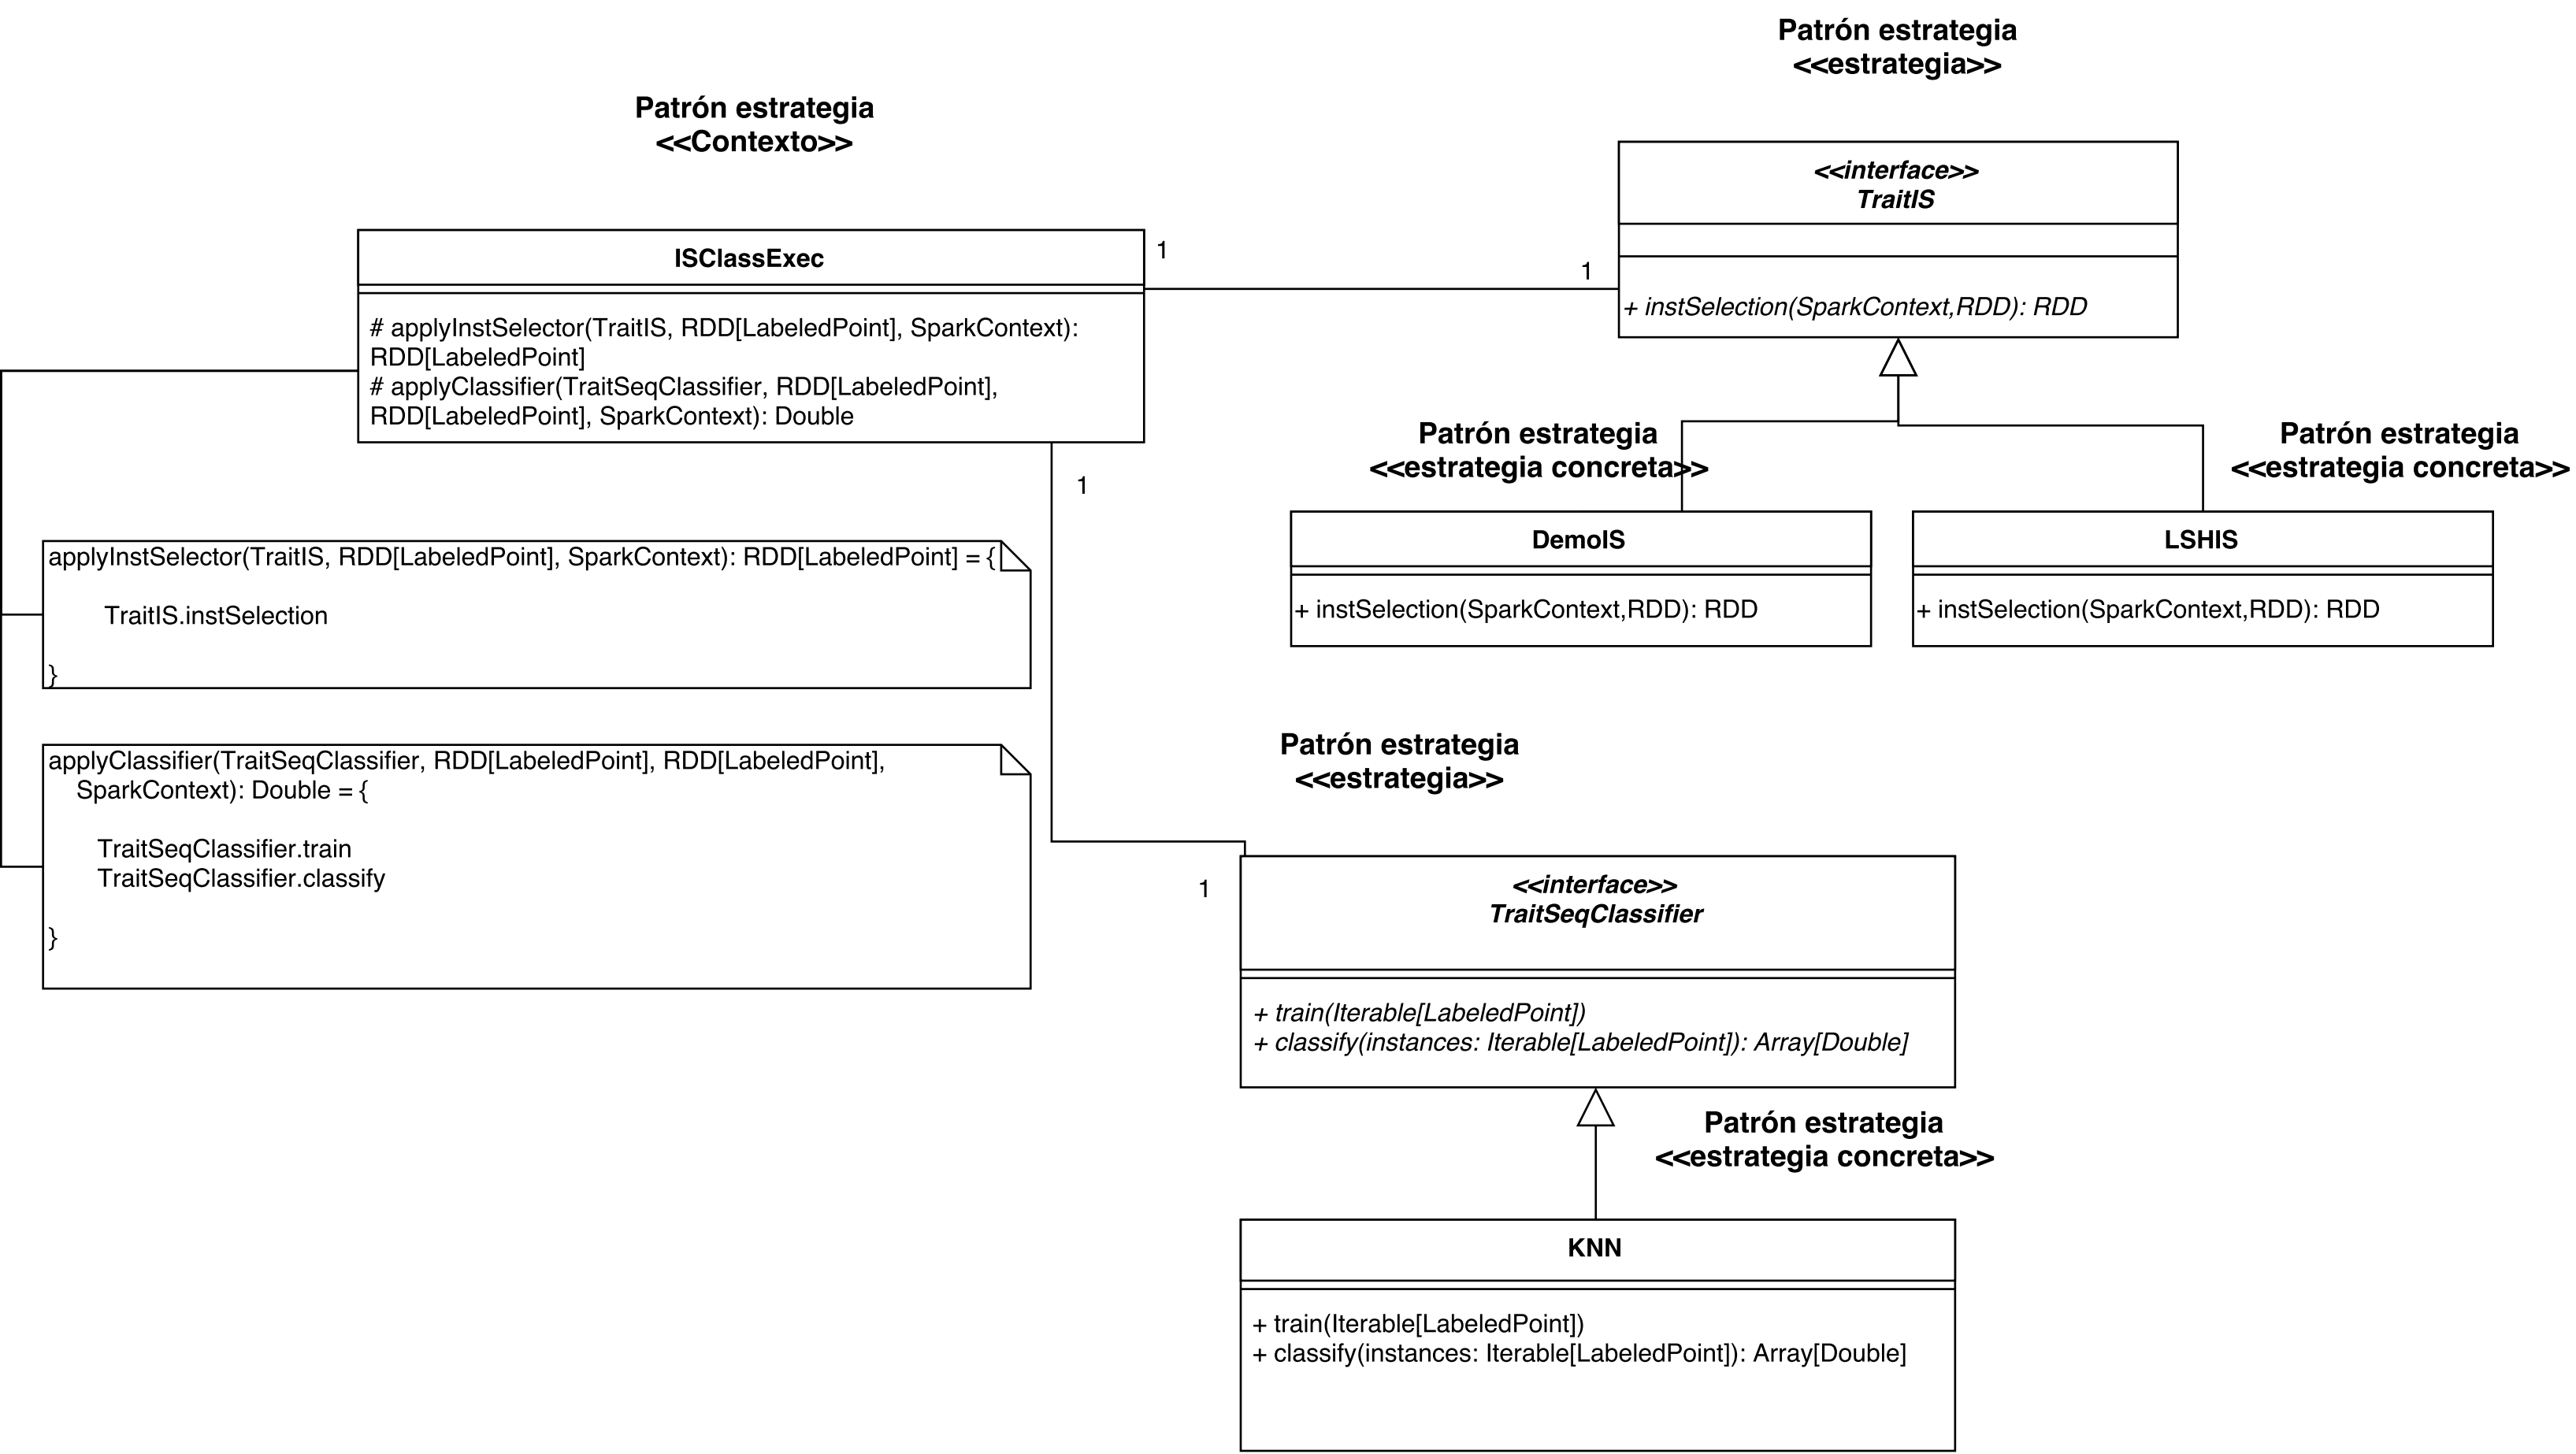 Patrón estrategia
<<estrategia>>
Patrón estrategia
<<Contexto>>
<<interface>>
TraitIS
+ instSelection(SparkContext,RDD): RDD
ISClassExec
# applyInstSelector(TraitIS, RDD[LabeledPoint], SparkContext):
RDD[LabeledPoint]
# applyClassifier(TraitSeqClassifier, RDD[LabeledPoint],
RDD[LabeledPoint], SparkContext): Double
1
1
Patrón estrategia
<<estrategia concreta>>
Patrón estrategia
<<estrategia concreta>>
1
DemoIS
+ instSelection(SparkContext,RDD): RDD
LSHIS
+ instSelection(SparkContext,RDD): RDD
applyInstSelector(TraitIS, RDD[LabeledPoint], SparkContext): RDD[LabeledPoint] = {
TraitIS.instSelection
}
applyClassifier(TraitSeqClassifier, RDD[LabeledPoint], RDD[LabeledPoint],
SparkContext): Double = {
TraitSeqClassifier.train
TraitSeqClassifier.classify
}
Patrón estrategia
<<estrategia>>
1
<<interface>>
TraitSeqClassifier
+ train(Iterable[LabeledPoint])
+ classify(instances: Iterable[LabeledPoint]): Array[Double]
Patrón estrategia
<<estrategia concreta>>
KNN
+ train(Iterable[LabeledPoint])
+ classify(instances: Iterable[LabeledPoint]): Array[Double]